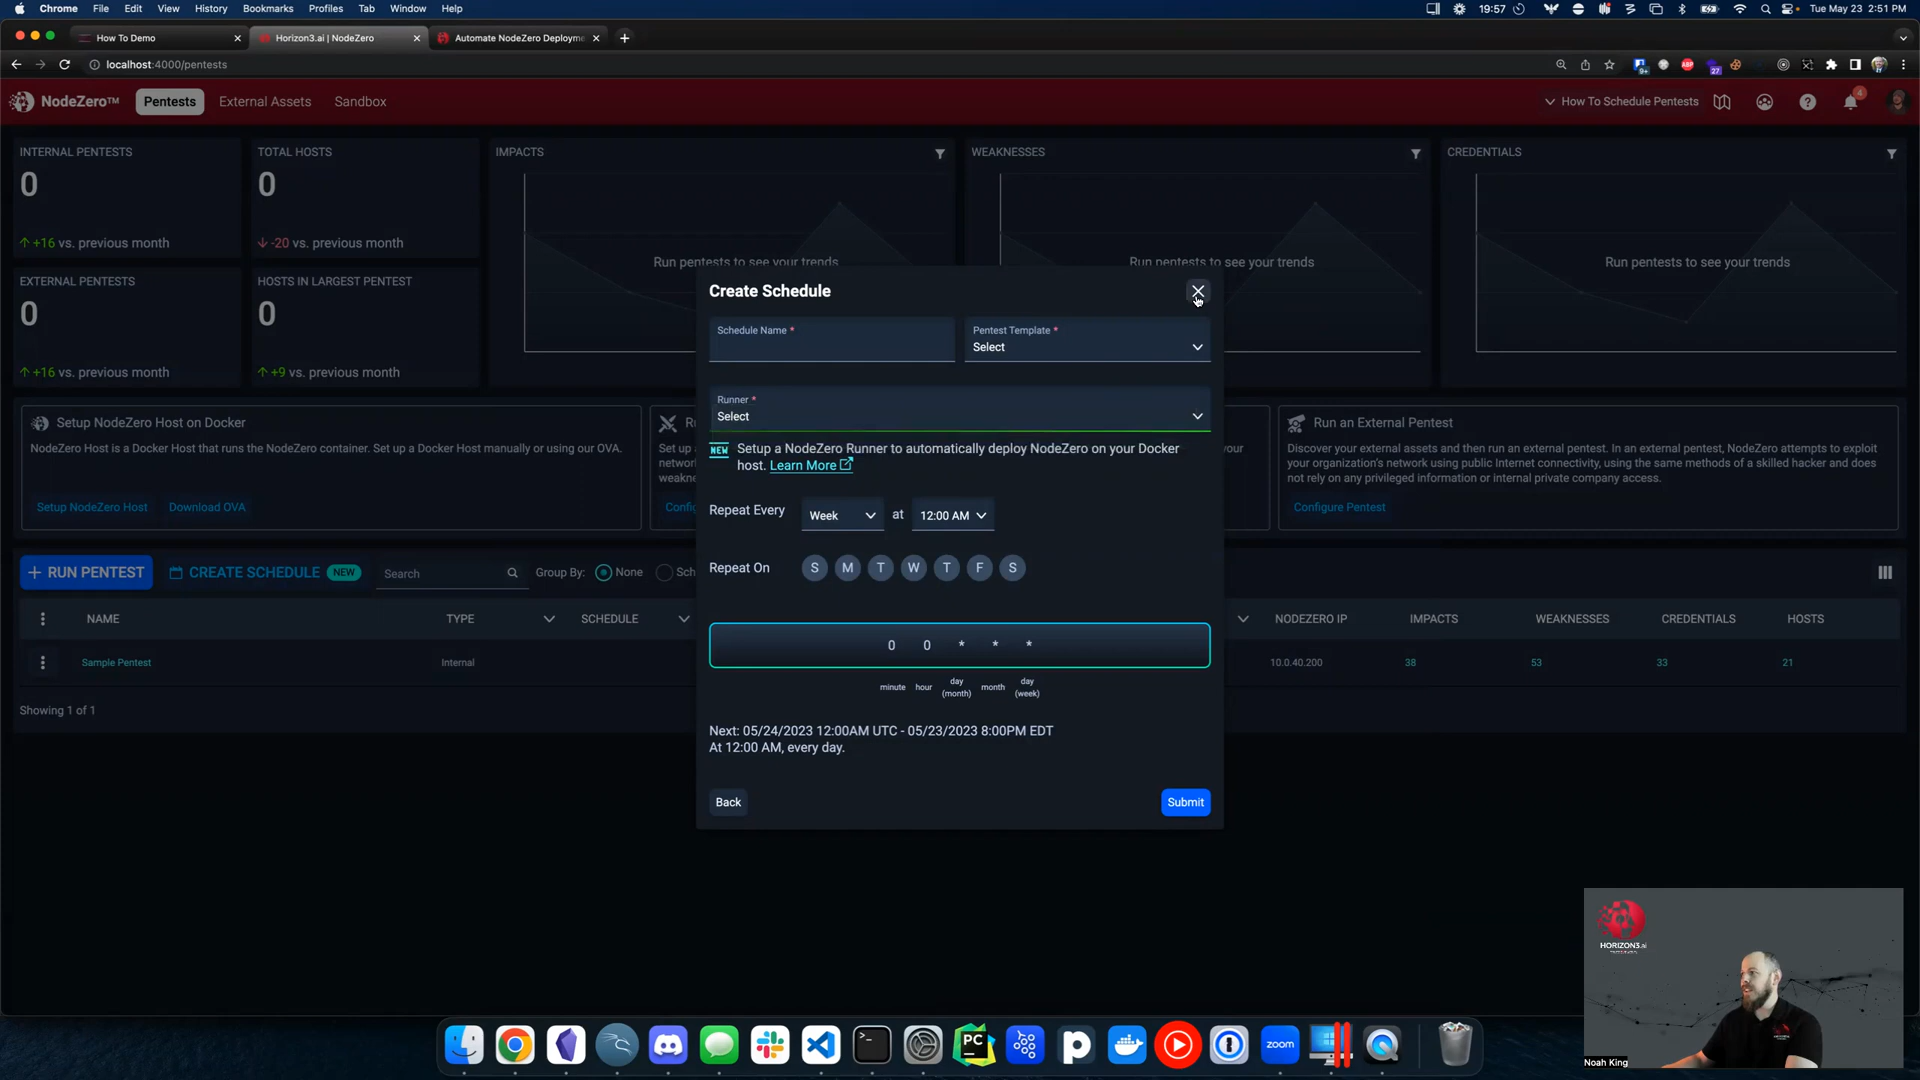 Chrome File Edit View History Bookmarks Profiles Tab Window Help
19:57 Tue May 23 2:51 PM
How To Demo
Horizon3.ai | NodeZero
Automate NodeZero Deployme
localhost:4000/pentests
9+
ABP
27
NodeZero™ Pentests External Assets Sandbox
How To Schedule Pentests
4
INTERNAL PENTESTS
0
+16 vs. previous month
TOTAL HOSTS
0
-20 vs. previous month
EXTERNAL PENTESTS
0
+16 vs. previous month
HOSTS IN LARGEST PENTEST
0
+9 vs. previous month
IMPACTS
Run pentests to see your trends
WEAKNESSES
Run pentests to see your trends
CREDENTIALS
Run pentests to see your trends
Setup NodeZero Host on Docker
NodeZero Host is a Docker Host that runs the NodeZero container. Set up a Docker Host manually or using our OVA.
Setup NodeZero Host Download OVA
Run an External Pentest
Discover your external assets and then run an external pentest. In an external pentest, NodeZero attempts to exploit
your organization's network using public Internet connectivity, using the same methods of a skilled hacker and does
not rely on any privileged information or internal private company access.
Configure Pentest
Create Schedule
Schedule Name *
Pentest Template *
Select
Runner *
Select
NEW Setup a NodeZero Runner to automatically deploy NodeZero on your Docker
host. Learn More
Repeat Every Week at 12:00 AM
Repeat On S M T W T F S
0 0 * * *
minute hour day (month) month day (week)
Next: 05/24/2023 12:00AM UTC - 05/23/2023 8:00PM EDT
At 12:00 AM, every day.
Back Submit
+ RUN PENTEST CREATE SCHEDULE NEW Search Group By: None Sch
NAME TYPE SCHEDULE NODEZERO IP IMPACTS WEAKNESSES CREDENTIALS HOSTS
Sample Pentest Internal 10.0.40.200 38 53 33 21
Showing 1 of 1
HORIZON3.ai
Noah King
PC
zoom